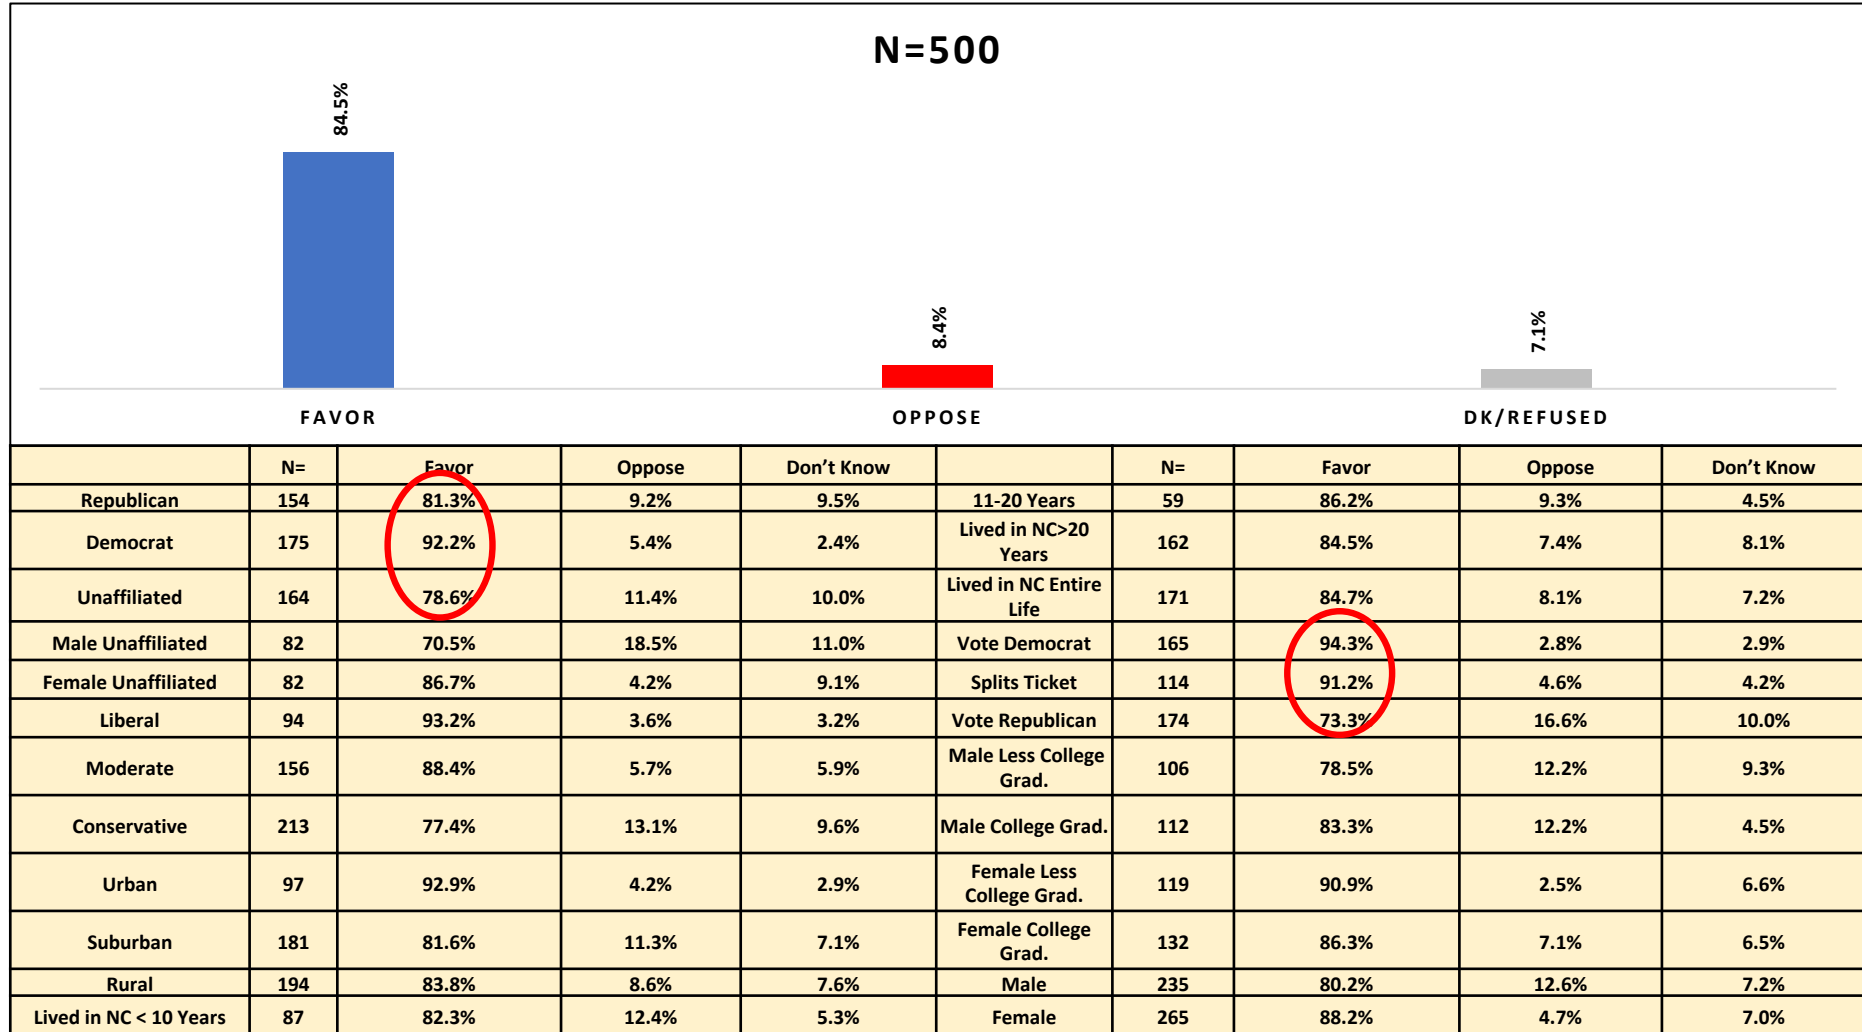 N=500
84.5%
8.4%
7.1%
FAVOR OPPOSE DK/REFUSED
N= Favor Oppose Don’t Know N= Favor Oppose Don’t Know
Republican 154 81.3% 9.2% 9.5% 11-20 Years 59 86.2% 9.3% 4.5%
Democrat 175 92.2% 5.4% 2.4% Lived in NC>20 Years 162 84.5% 7.4% 8.1%
Unaffiliated 164 78.6% 11.4% 10.0% Lived in NC Entire Life 171 84.7% 8.1% 7.2%
Male Unaffiliated 82 70.5% 18.5% 11.0% Vote Democrat 165 94.3% 2.8% 2.9%
Female Unaffiliated 82 86.7% 4.2% 9.1% Splits Ticket 114 91.2% 4.6% 4.2%
Liberal 94 93.2% 3.6% 3.2% Vote Republican 174 73.3% 16.6% 10.0%
Moderate 156 88.4% 5.7% 5.9% Male Less College Grad. 106 78.5% 12.2% 9.3%
Conservative 213 77.4% 13.1% 9.6% Male College Grad. 112 83.3% 12.2% 4.5%
Urban 97 92.9% 4.2% 2.9% Female Less College Grad. 119 90.9% 2.5% 6.6%
Suburban 181 81.6% 11.3% 7.1% Female College Grad. 132 86.3% 7.1% 6.5%
Rural 194 83.8% 8.6% 7.6% Male 235 80.2% 12.6% 7.2%
Lived in NC < 10 Years 87 82.3% 12.4% 5.3% Female 265 88.2% 4.7% 7.0%